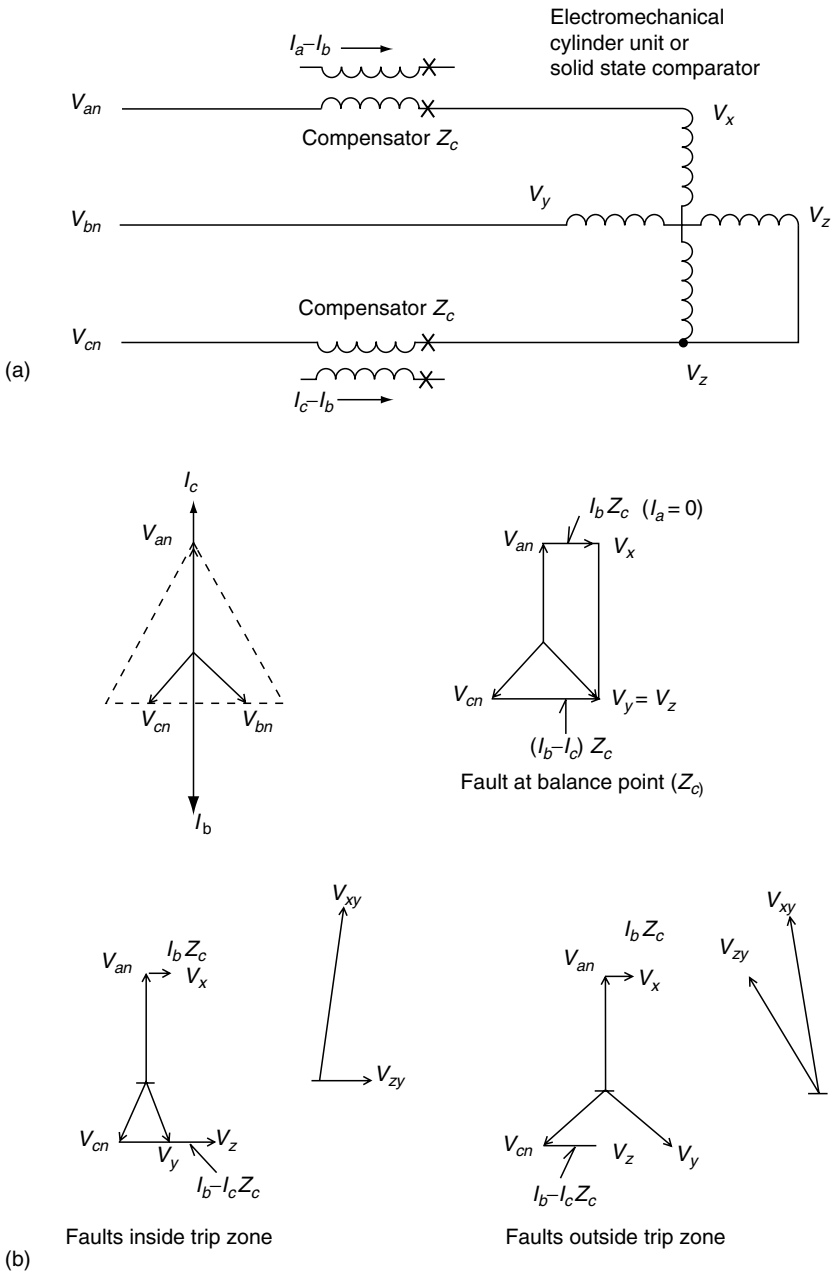 Electromechanical
cylinder unit or
solid state comparator
Ia–Ib
Van
Vx
Compensator Zc
Vy
Vbn
Vz
Compensator Zc
Vcn
(a)
Vz
Ic–Ib
Ic
Van
Vcn
Vbn
Ib
IbZc (Ia = 0)
Van
Vx
Vcn
Vy = Vz
(Ib–Ic) Zc
Fault at balance point (Zc)
Vxy
IbZc
Van
Vx
Vzy
Vcn
Vy
Vz
Ib–IcZc
Faults inside trip zone
Vxy
IbZc
Vzy
Van
Vx
Vcn
Vz
Vy
Ib–IcZc
Faults outside trip zone
(b)